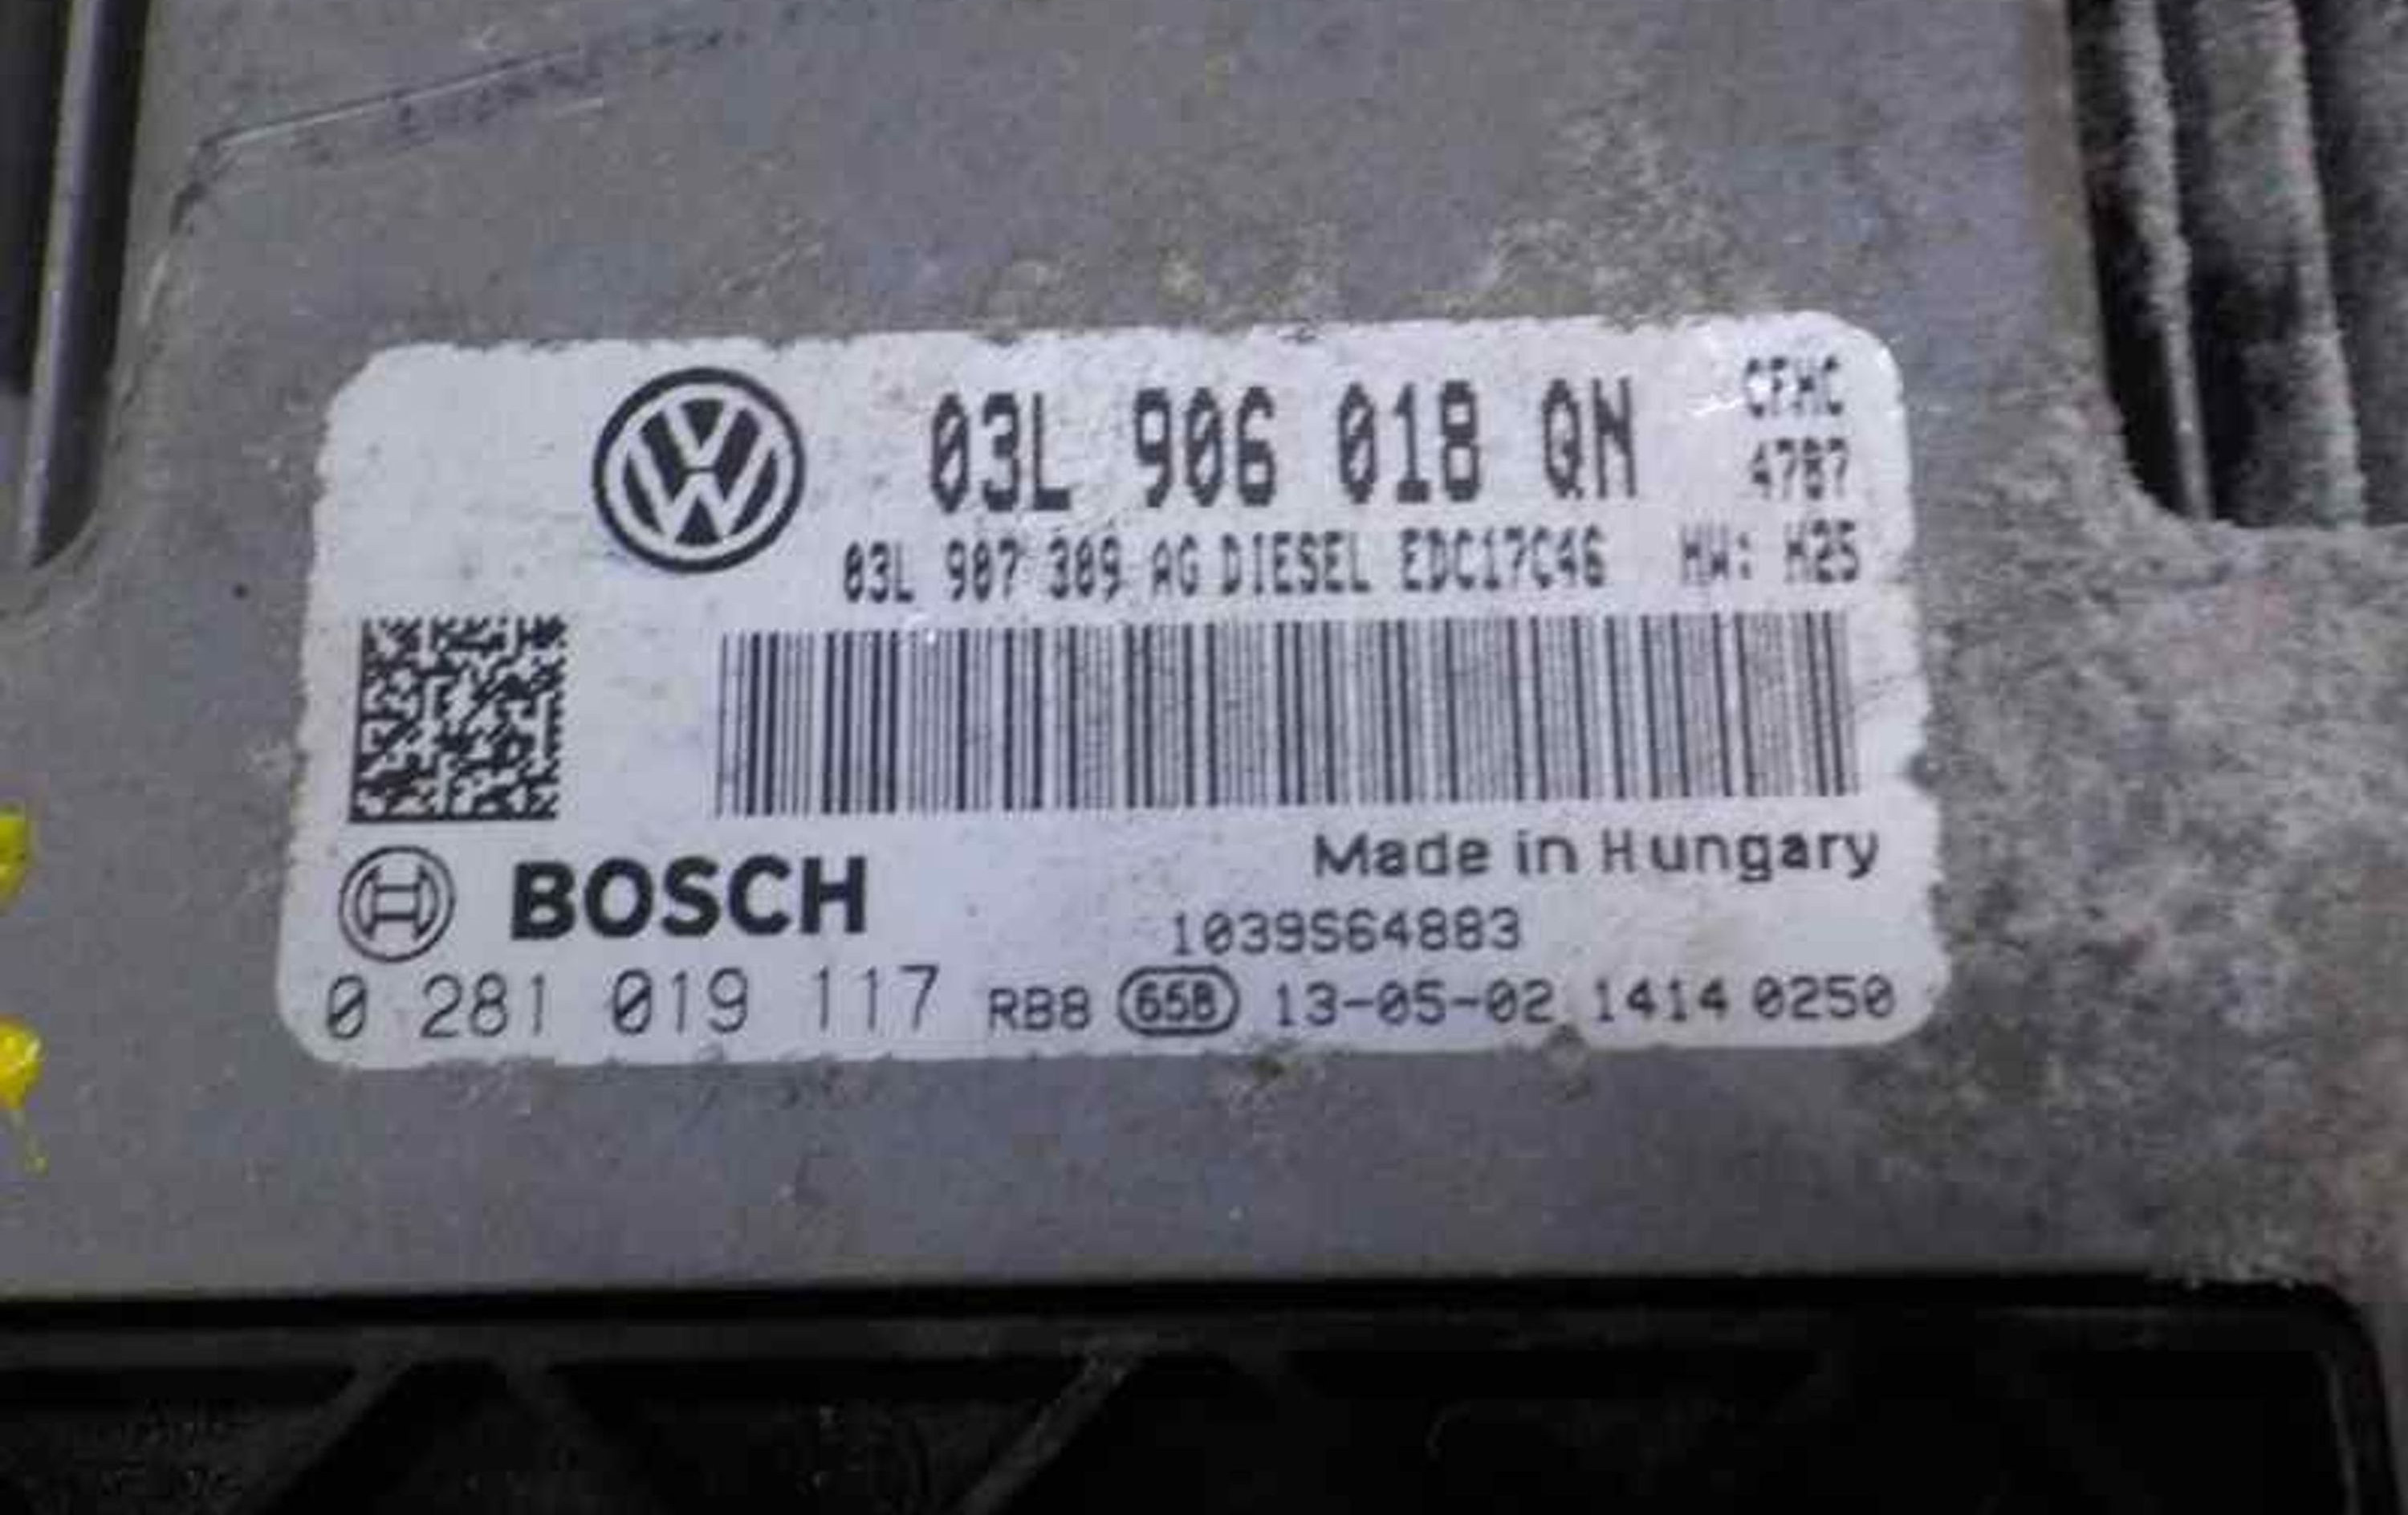 03L 906 018 QN CFHC
4787
03L 907 309 AG DIESEL EDC17C46 HW: H25
Made in Hungary
BOSCH
1039S64883
0 281 019 117 RB8 65B 13-05-02 1414 0250